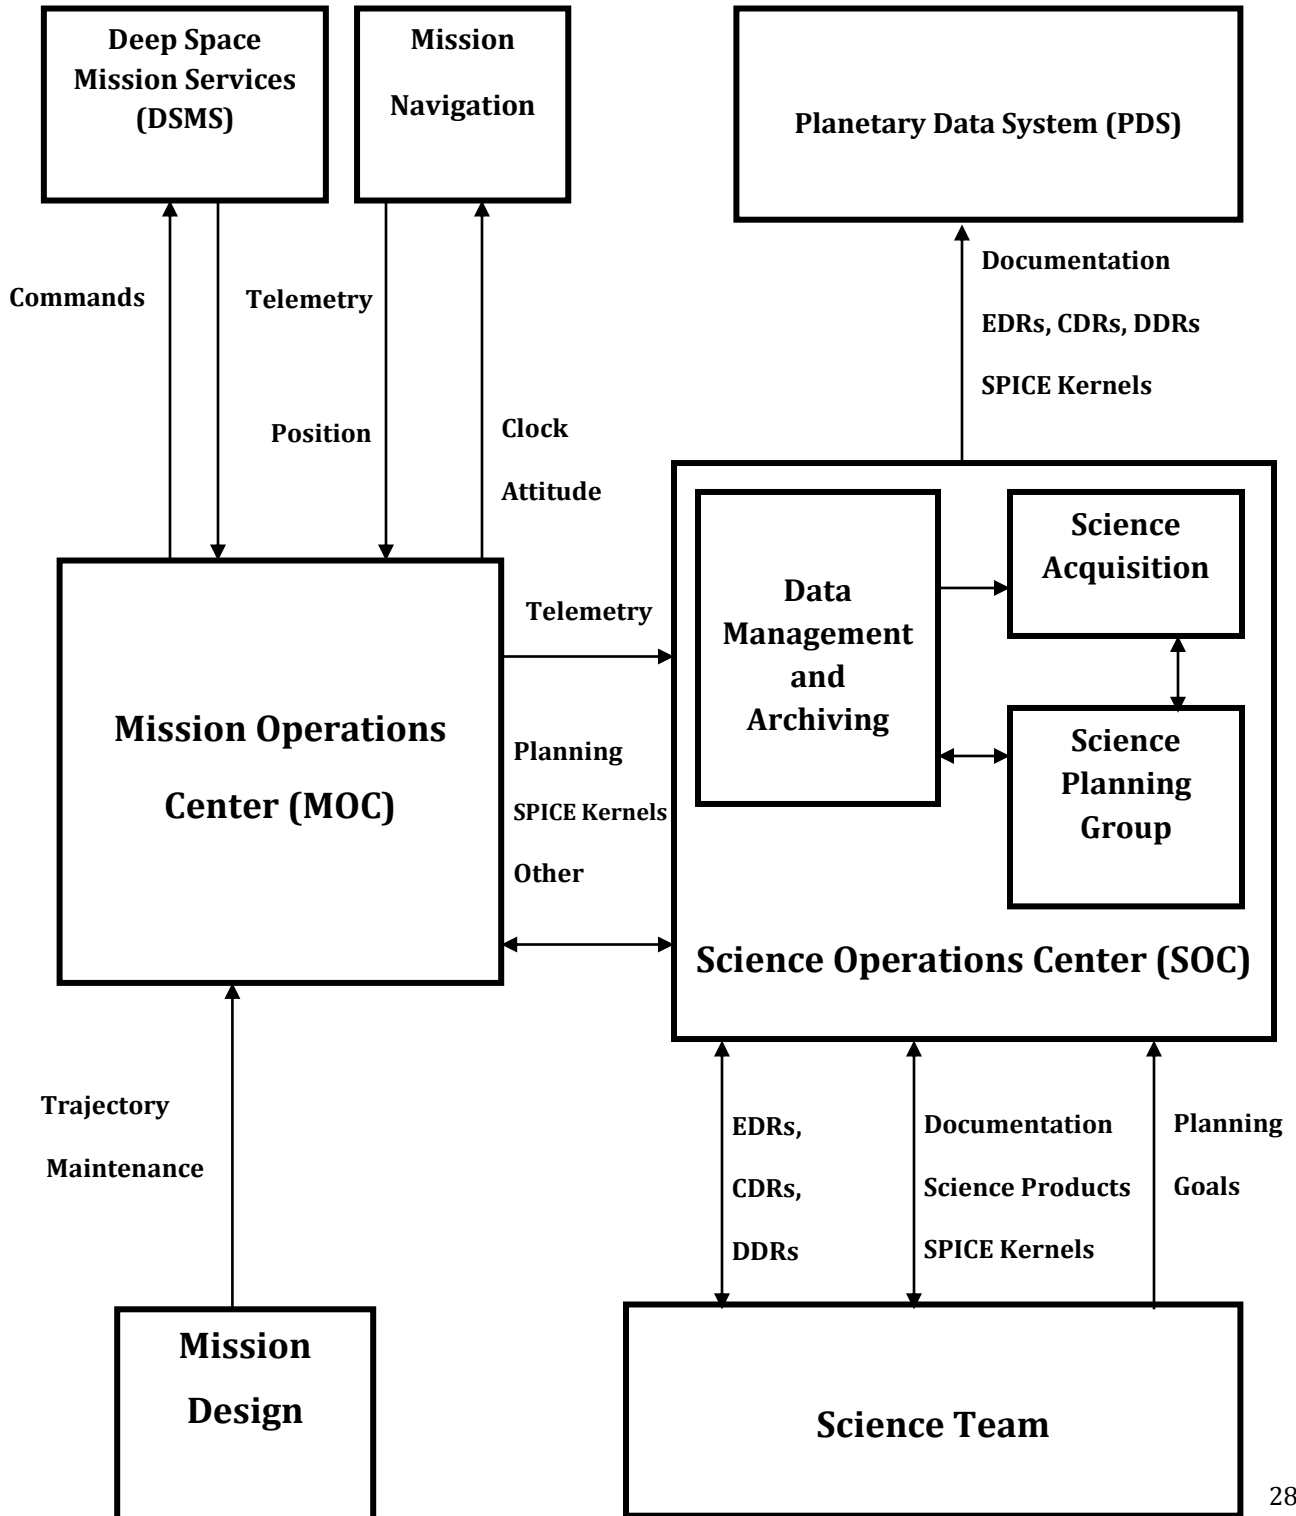 Deep Space
Mission Services
(DSMS)
Mission
Navigation
Planetary Data System (PDS)
Commands
Telemetry
Position
Clock
Attitude
Documentation
EDRs, CDRs, DDRs
SPICE Kernels
Mission Operations
Center (MOC)
Telemetry
Planning
SPICE Kernels
Other
Data
Management
and
Archiving
Science
Acquisition
Science
Planning
Group
Science Operations Center (SOC)
Trajectory
Maintenance
EDRs,
CDRs,
DDRs
Documentation
Science Products
SPICE Kernels
Planning
Goals
Mission
Design
Science Team
28